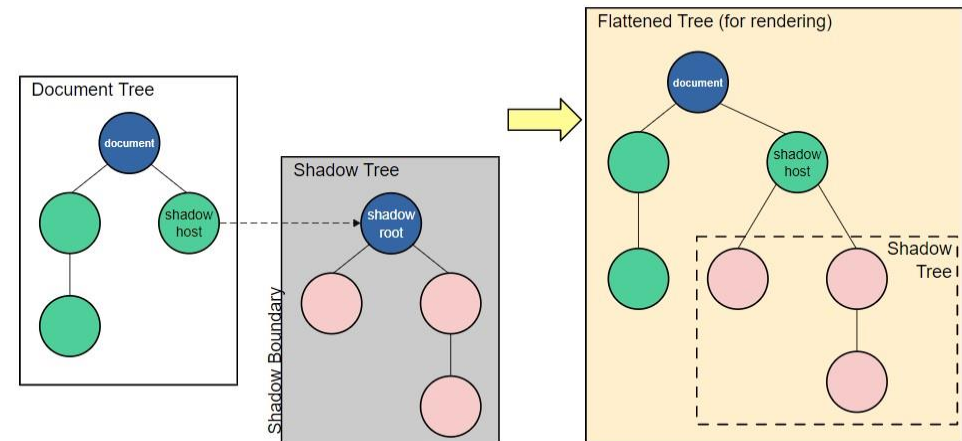 Document Tree
document
shadow
host
Shadow Tree
shadow
root
Shadow Boundary
Flattened Tree (for rendering)
document
shadow
host
Shadow
Tree